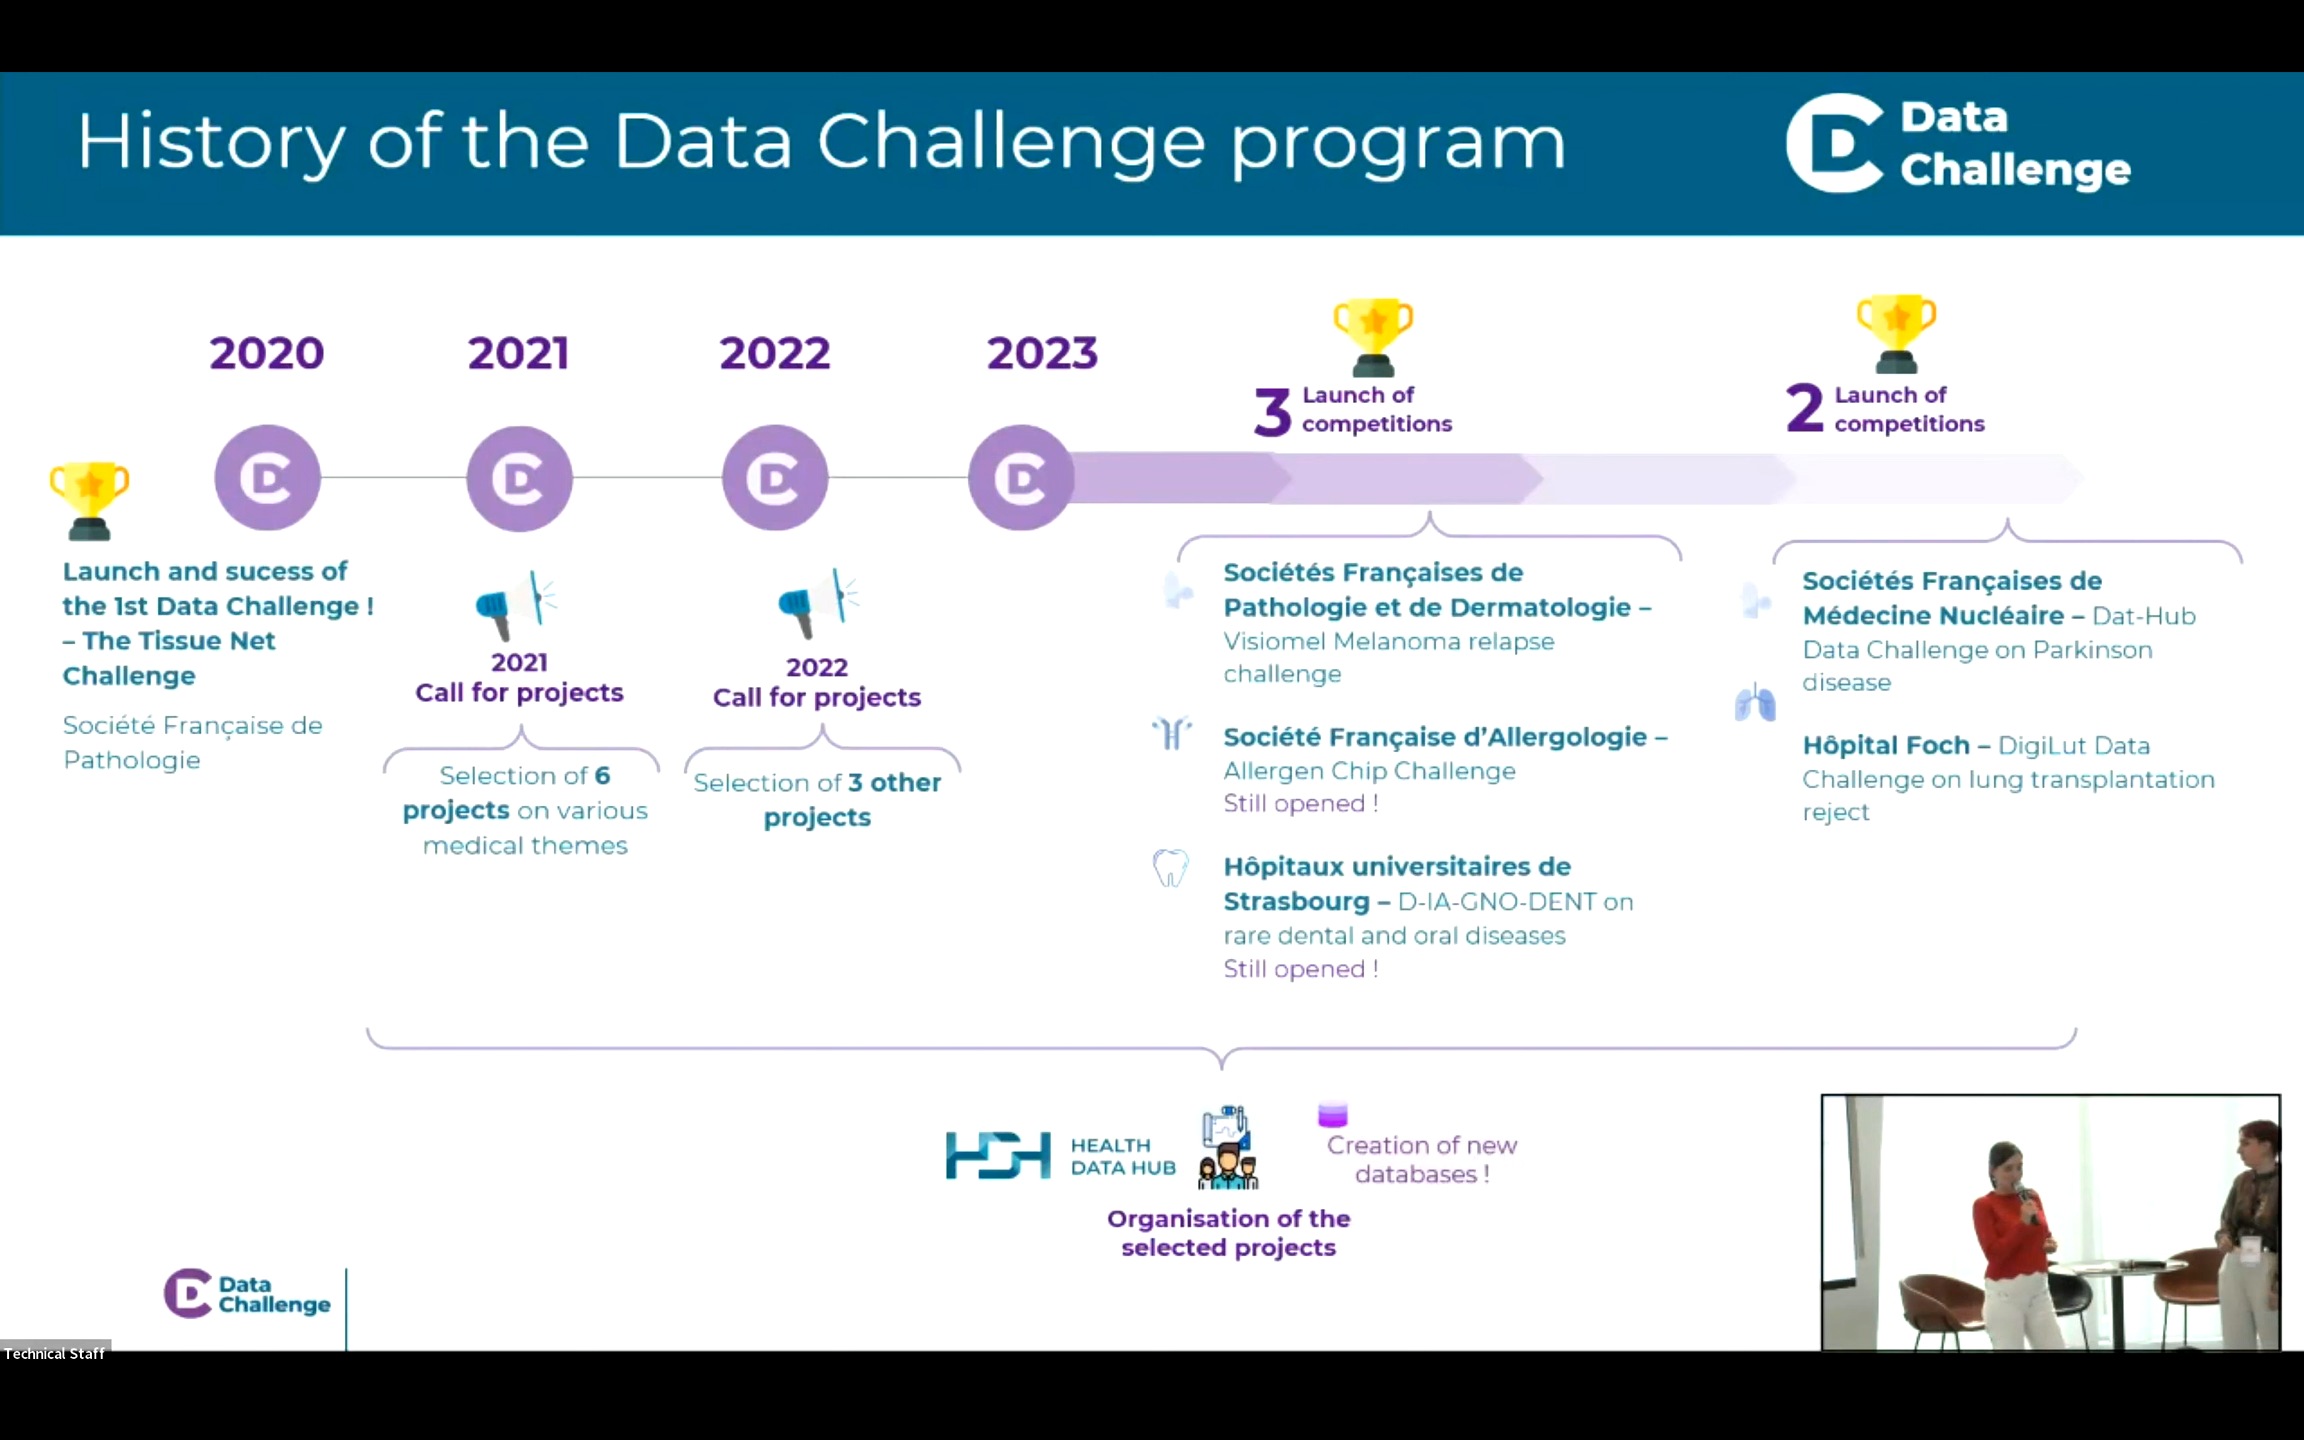 History of the Data Challenge program
Data
Challenge
2020
2021
2022
2023
3
Launch of
competitions
2
Launch of
competitions
Launch and sucess of
the 1st Data Challenge !
– The Tissue Net
Challenge
Société Française de
Pathologie
2021
Call for projects
Selection of 6
projects on various
medical themes
2022
Call for projects
Selection of 3 other
projects
Sociétés Françaises de
Pathologie et de Dermatologie –
Visiomel Melanoma relapse
challenge
Société Française d'Allergologie –
Allergen Chip Challenge
Still opened !
Hôpitaux universitaires de
Strasbourg – D-IA-GNO-DENT on
rare dental and oral diseases
Still opened !
Sociétés Françaises de
Médecine Nucléaire – Dat-Hub
Data Challenge on Parkinson
disease
Hôpital Foch – DigiLut Data
Challenge on lung transplantation
reject
HEALTH
DATA HUB
Creation of new
databases !
Organisation of the
selected projects
Data
Challenge
Technical Staff